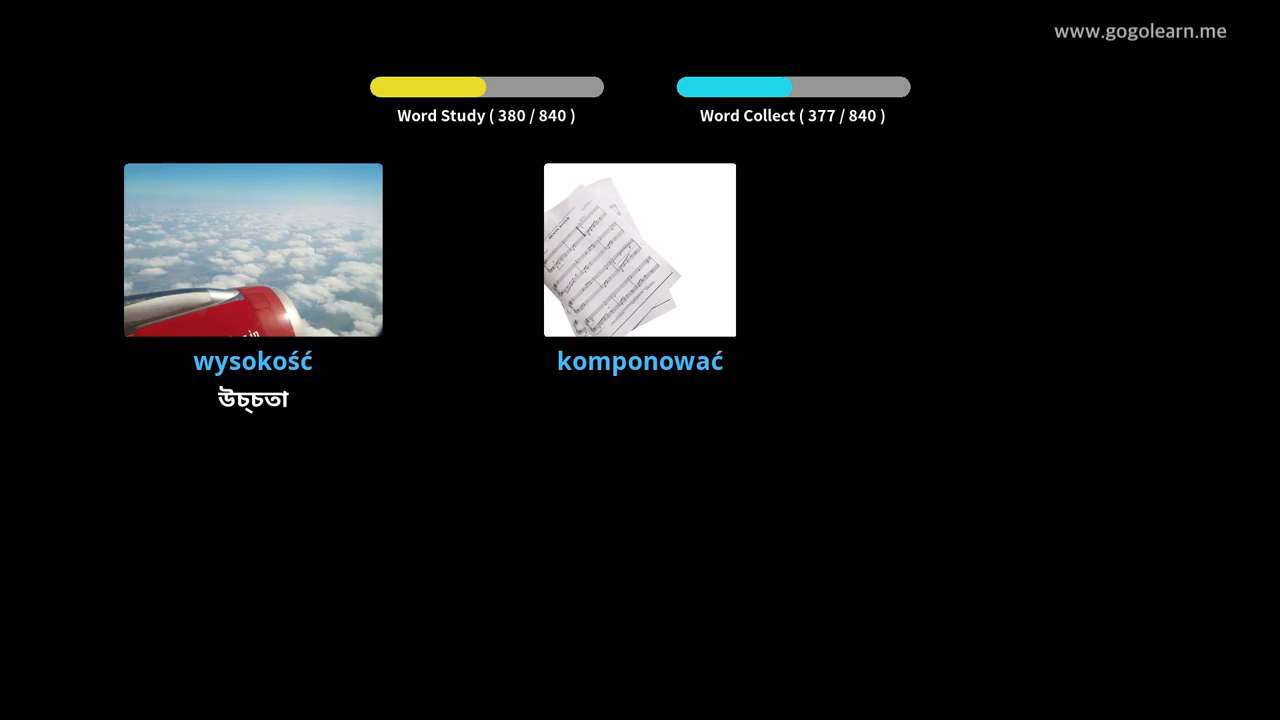 www.gogolearn.me
Word Study ( 380 / 840 )
Word Collect ( 377 / 840 )
wysokość
উচ্চতা
komponować